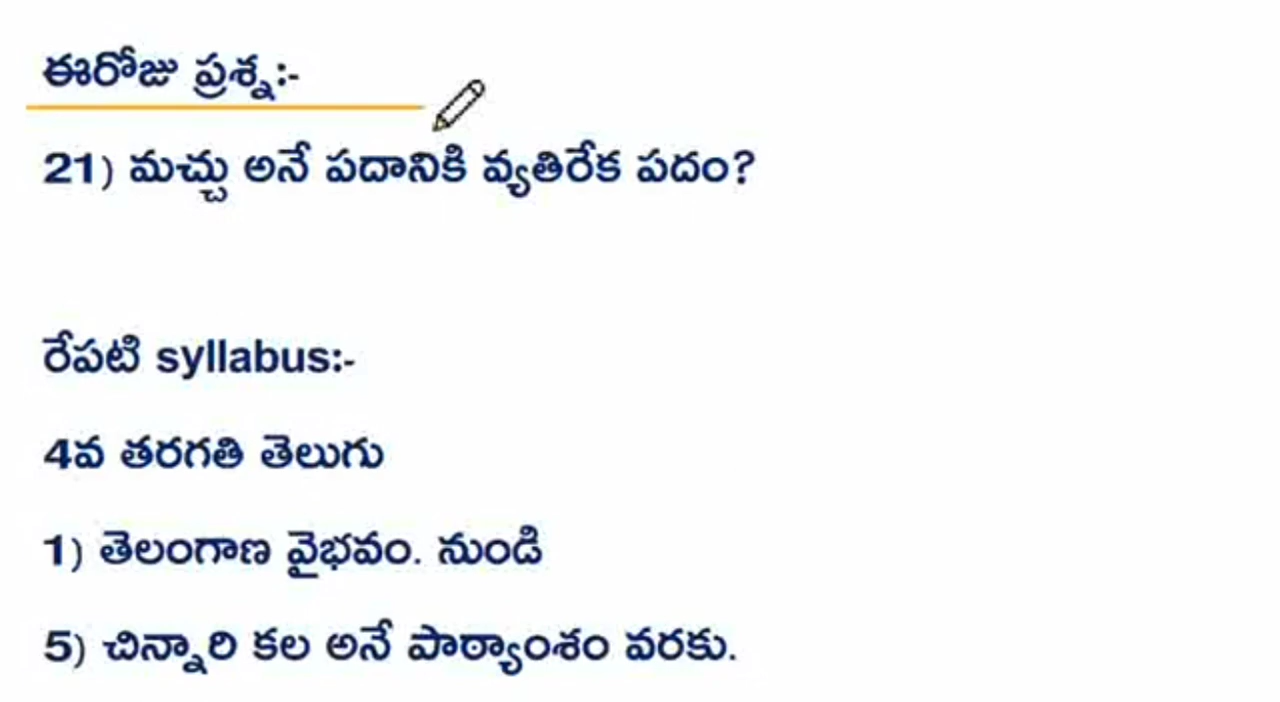 ఈరోజు ప్రశ్న:-
21) మచ్చు అనే పదానికి వ్యతిరేక పదం?
రేపటి syllabus:-
4వ తరగతి తెలుగు
1) తెలంగాణ వైభవం. నుండి
5) చిన్నారి కల అనే పాఠ్యాంశం వరకు.